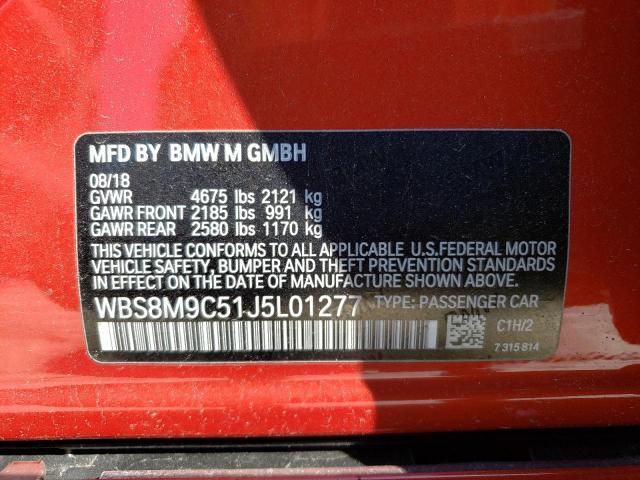 MFD BY BMW M GMBH
08/18
GVWR 4675 lbs 2121 kg
GAWR FRONT 2185 lbs 991 kg
GAWR REAR 2580 lbs 1170 kg
THIS VEHICLE CONFORMS TO ALL APPLICABLE U.S.FEDERAL MOTOR
VEHICLE SAFETY, BUMPER AND THEFT PREVENTION STANDARDS
IN EFFECT ON THE DATE OF MANUFACTURE SHOWN ABOVE.
WBS8M9C51J5L01277 TYPE: PASSENGER CAR
C1H/2
7 315 814